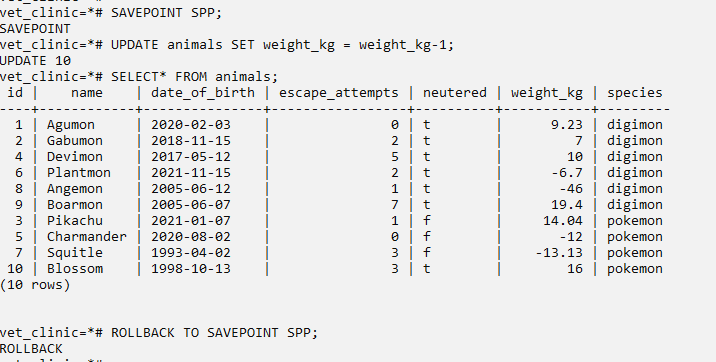 vet_clinic=*# SAVEPOINT SPP;
SAVEPOINT
vet_clinic=*# UPDATE animals SET weight_kg = weight_kg-1;
UPDATE 10
vet_clinic=*# SELECT* FROM animals;
 id |    name    | date_of_birth | escape_attempts | neutered | weight_kg | species
----+------------+---------------+-----------------+----------+-----------+---------
  1 | Agumon     | 2020-02-03    |               0 | t        |      9.23 | digimon
  2 | Gabumon    | 2018-11-15    |               2 | t        |         7 | digimon
  4 | Devimon    | 2017-05-12    |               5 | t        |        10 | digimon
  6 | Plantmon   | 2021-11-15    |               2 | t        |      -6.7 | digimon
  8 | Angemon    | 2005-06-12    |               1 | t        |       -46 | digimon
  9 | Boarmon    | 2005-06-07    |               7 | t        |      19.4 | digimon
  3 | Pikachu    | 2021-01-07    |               1 | f        |     14.04 | pokemon
  5 | Charmander | 2020-08-02    |               0 | f        |       -12 | pokemon
  7 | Squitle    | 1993-04-02    |               3 | f        |    -13.13 | pokemon
 10 | Blossom    | 1998-10-13    |               3 | t        |        16 | pokemon
(10 rows)
vet_clinic=*# ROLLBACK TO SAVEPOINT SPP;
ROLLBACK